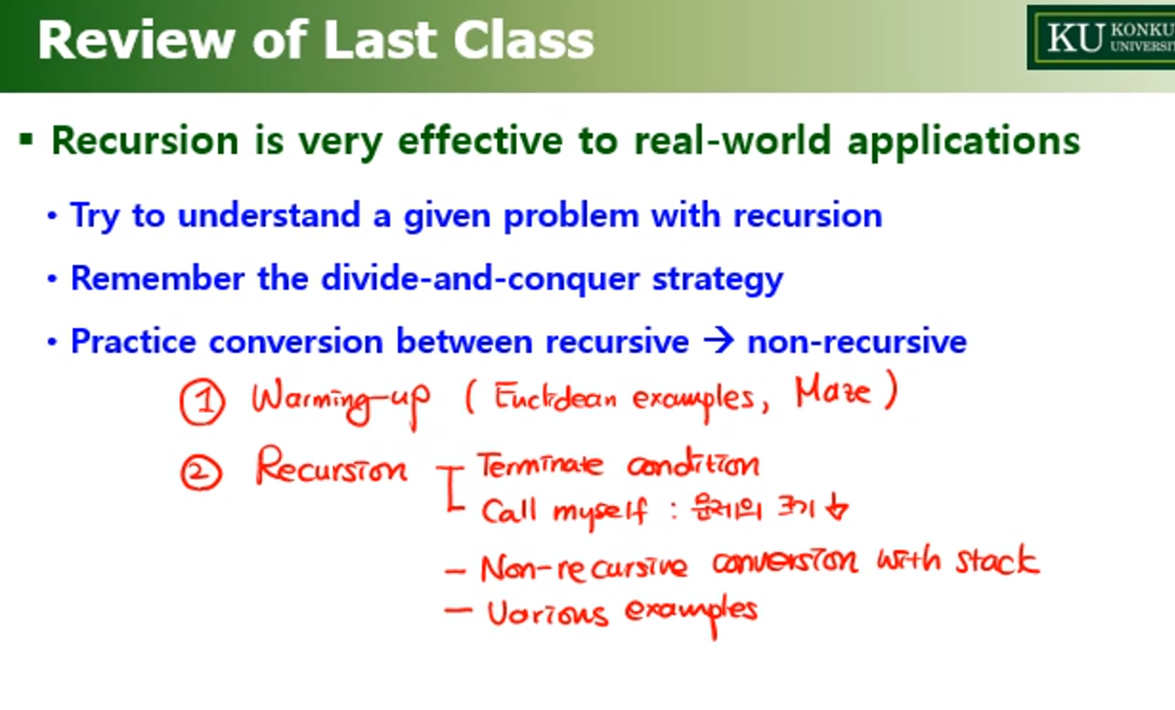 Review of Last Class
KU KONKU
UNIVERSI
▪ Recursion is very effective to real-world applications
• Try to understand a given problem with recursion
• Remember the divide-and-conquer strategy
• Practice conversion between recursive → non-recursive
① Warming-up ( Euclidean examples, Maze )
② Recursion
Terminate condition
Call myself : 문제의 크기 ↓
- Non-recursive conversion with stack
- Various examples